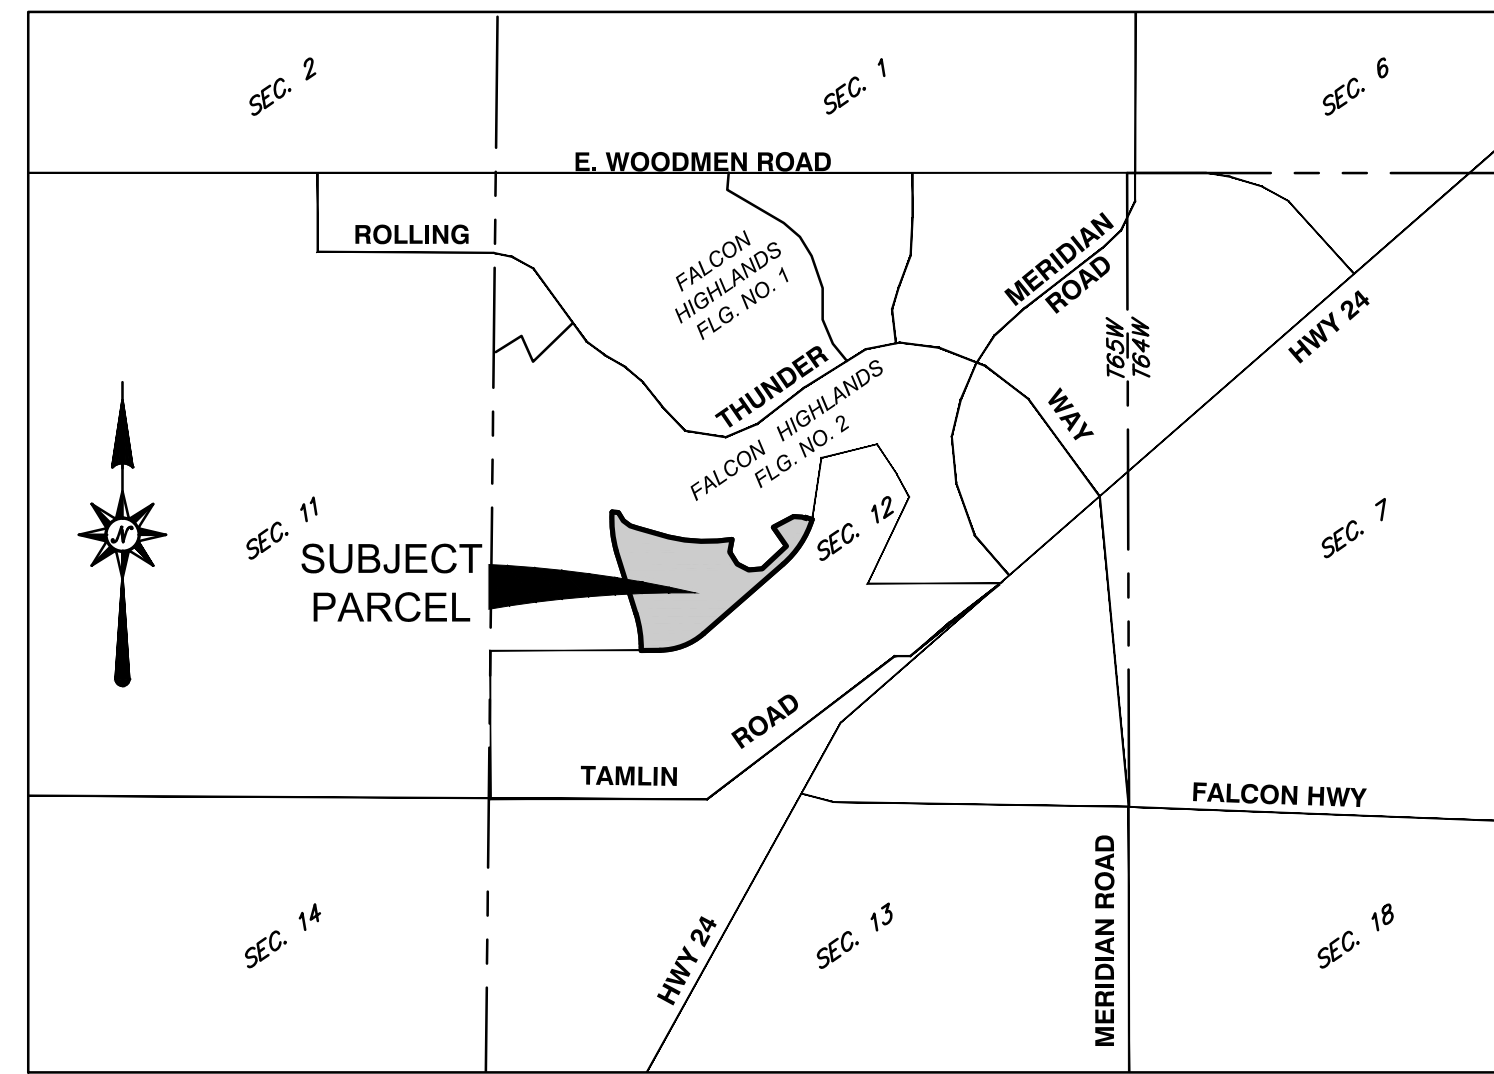 SEC. 2
SEC. 1
SEC. 6
E. WOODMEN ROAD
ROLLING
FALCON
HIGHLANDS
FLG. NO. 1
MERIDIAN
ROAD
HWY 24
T65W
T64W
THUNDER
WAY
FALCON HIGHLANDS
FLG. NO. 2
SEC. 11
SEC. 12
SEC. 7
N
SUBJECT
PARCEL
ROAD
TAMLIN
FALCON HWY
MERIDIAN ROAD
SEC. 14
HWY 24
SEC. 13
SEC. 18